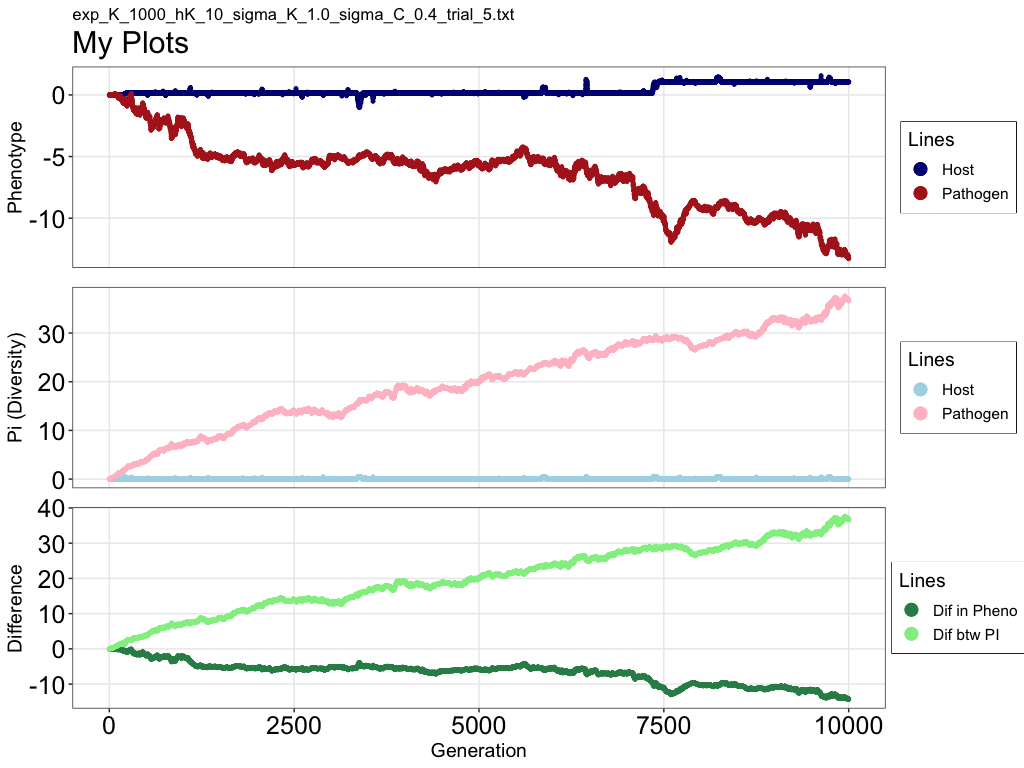 exp_K_1000_hK_10_sigma_K_1.0_sigma_C_0.4_trial_5.txt
My Plots
Phenotype
0
-5
-10
Lines
Host
Pathogen
Pi (Diversity)
30
20
10
0
Lines
Host
Pathogen
Difference
40
30
20
10
0
-10
Lines
Dif in Pheno
Dif btw PI
0 2500 5000 7500 10000
Generation